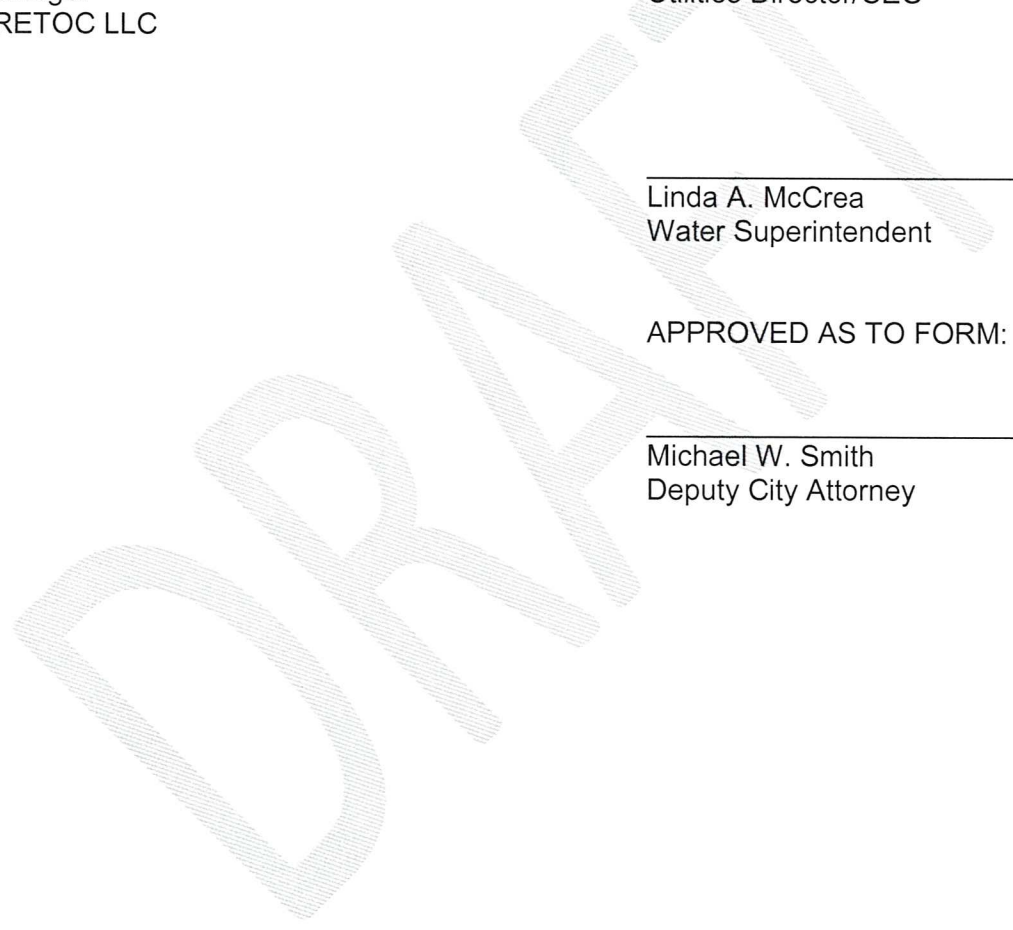 RETOC LLC
Linda A. McCrea
Water Superintendent
APPROVED AS TO FORM:
Michael W. Smith
Deputy City Attorney
DRAFT